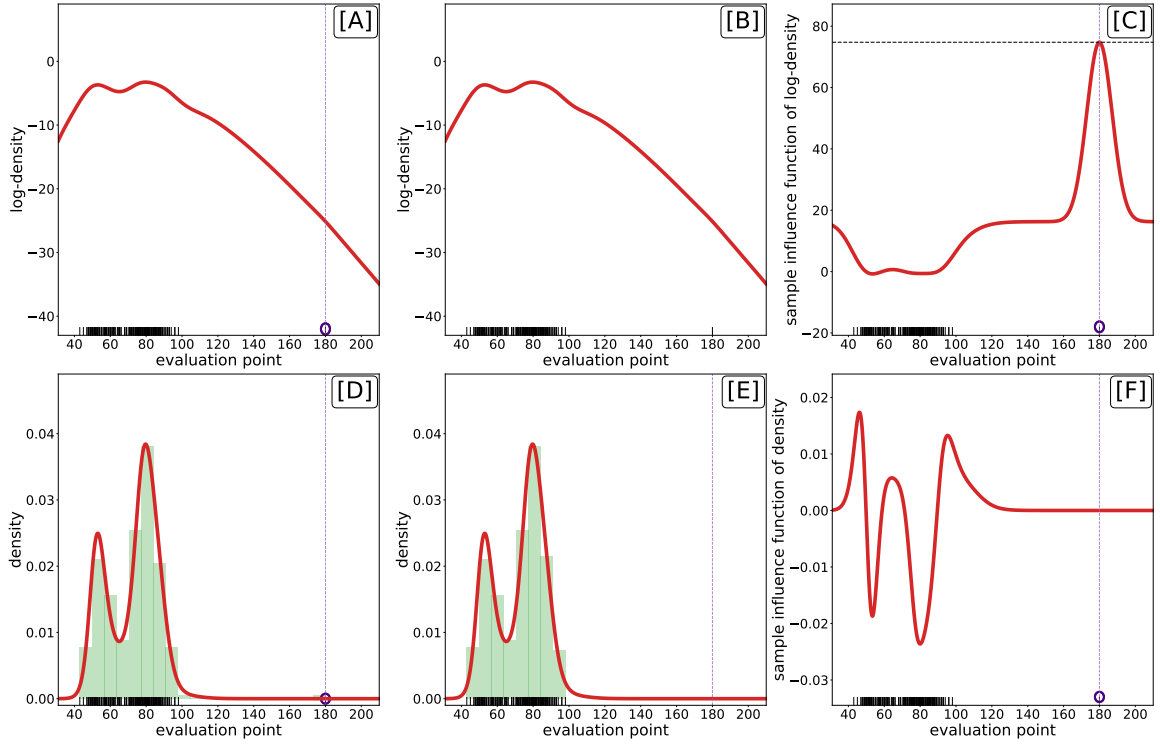 [A]
0
−10
−20
−30
−40
log-density
40 60 80 100 120 140 160 180 200
evaluation point
[B]
0
−10
−20
−30
−40
log-density
40 60 80 100 120 140 160 180 200
evaluation point
[C]
80
60
40
20
0
−20
sample influence function of log-density
40 60 80 100 120 140 160 180 200
evaluation point
[D]
0.04
0.03
0.02
0.01
0.00
density
40 60 80 100 120 140 160 180 200
evaluation point
[E]
0.04
0.03
0.02
0.01
0.00
density
40 60 80 100 120 140 160 180 200
evaluation point
[F]
0.02
0.01
0.00
−0.01
−0.02
−0.03
sample influence function of density
40 60 80 100 120 140 160 180 200
evaluation point